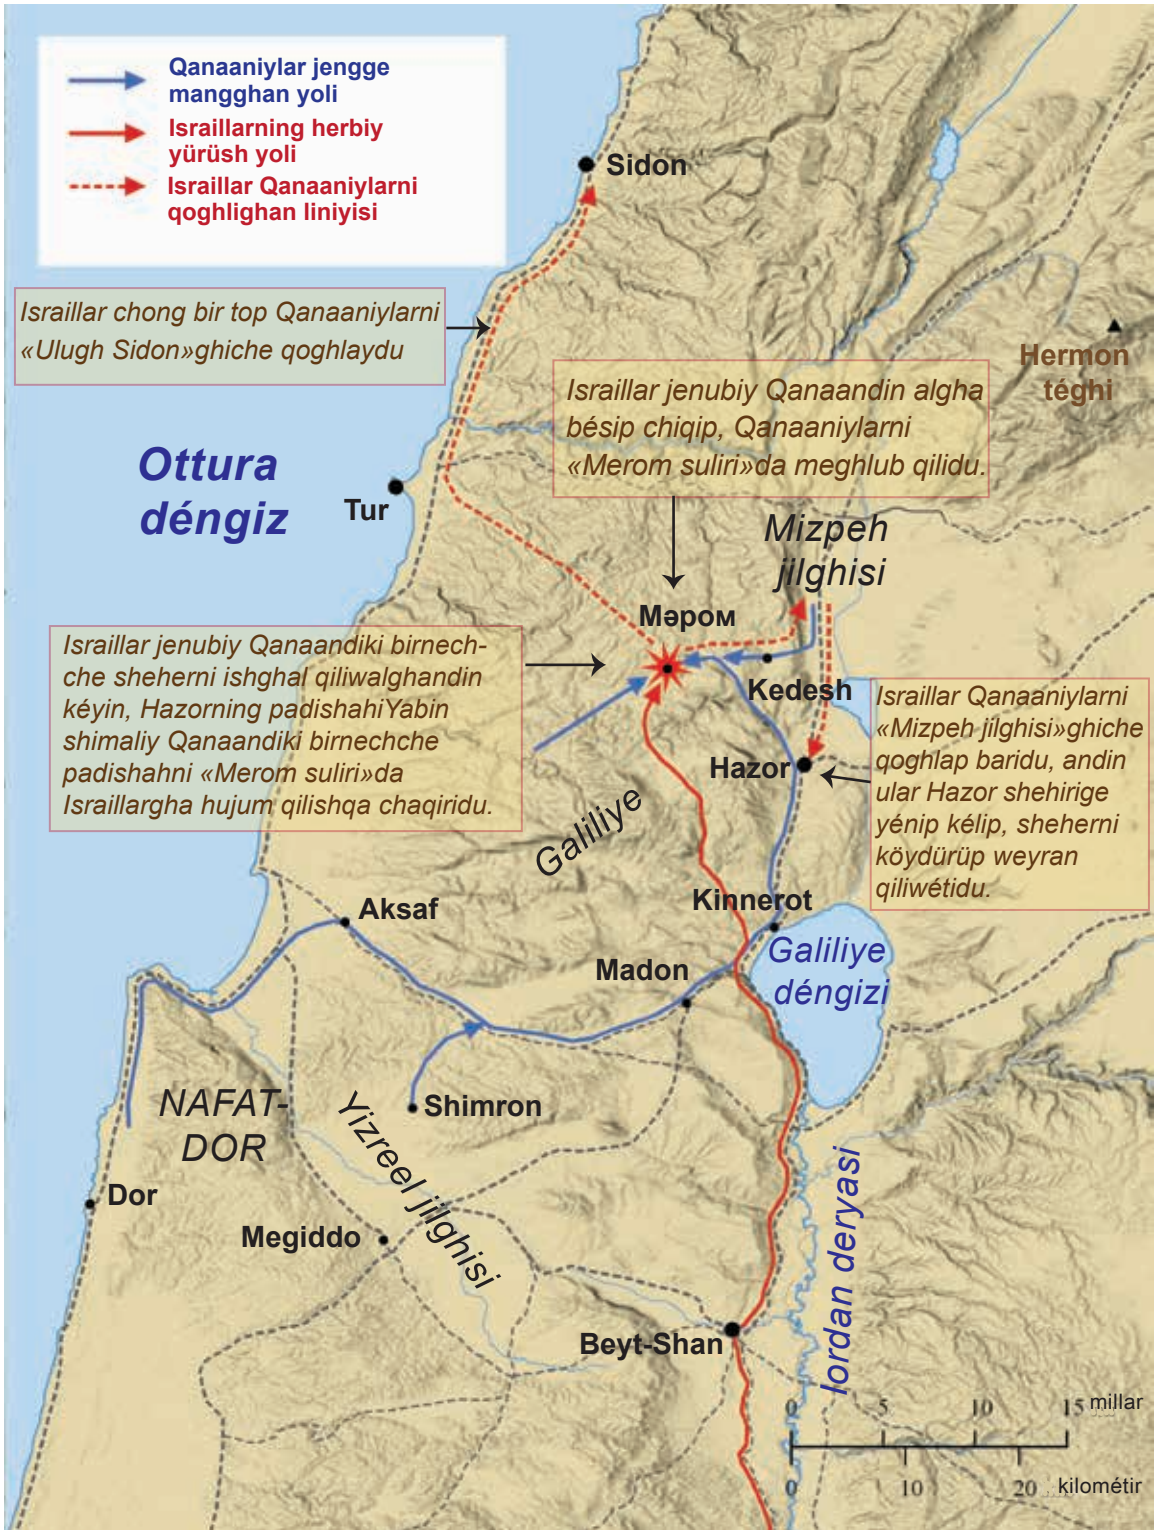 Qanaaniylar jengge
mangghan yoli
Israillarning herbiy
yürüsh yoli
Israillar Qanaaniylarni
qoghlighan liniyisi
Sidon
Israillar chong bir top Qanaaniylarni
«Ulugh Sidon»ghiche qoghlaydu
Hermon
téghi
Israillar jenubiy Qanaandin algha
bésip chiqip, Qanaaniylarni
«Merom suliri»da meghlub qilidu.
Ottura
déngiz
Tur
Mizpeh
jilghisi
Мәром
Israillar jenubiy Qanaandiki birnech-
che sheherni ishghal qiliwalghandin
kéyin, Hazorning padishahiYabin
shimaliy Qanaandiki birnechche
padishahni «Merom suliri»da
Israillargha hujum qilishqa chaqiridu.
Kedesh
Israillar Qanaaniylarni
«Mizpeh jilghisi»ghiche
qoghlap baridu, andin
ular Hazor shehirige
yénip kélip, sheherni
köydürüp weyran
qiliwétidu.
Hazor
Galiliye
Kinnerot
Aksaf
Galiliye
déngizi
Madon
NAFAT-
DOR
Shimron
Yizreel jilghisi
Dor
Megiddo
Iordan deryasi
Beyt-Shan
0 5 10 15 millar
0 10 20 kilométir